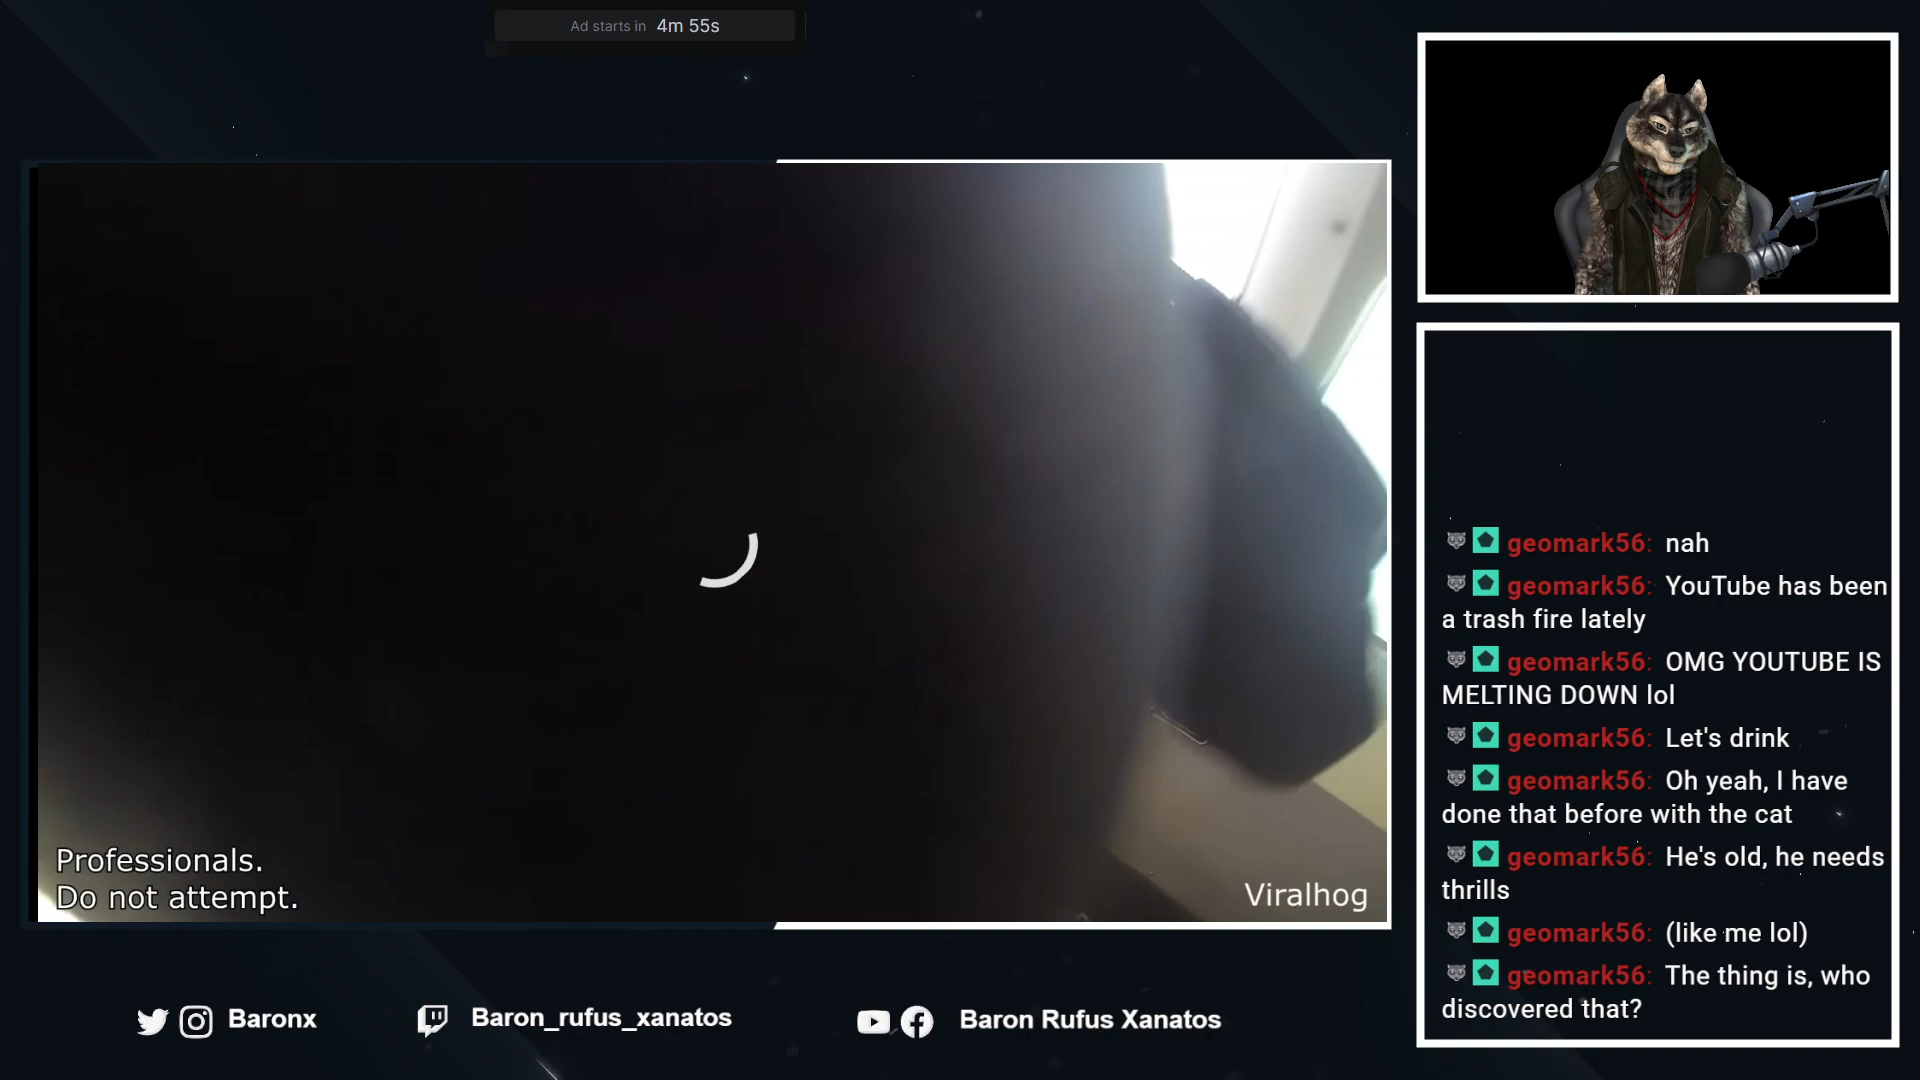 Ad starts in 4m 55s
Professionals.
Do not attempt.
Viralhog
geomark56: nah
geomark56: YouTube has been
a trash fire lately
geomark56: OMG YOUTUBE IS
MELTING DOWN lol
geomark56: Let's drink
geomark56: Oh yeah, I have
done that before with the cat
geomark56: He's old, he needs
thrills
geomark56: (like me lol)
geomark56: The thing is, who
discovered that?
Baronx
Baron_rufus_xanatos
Baron Rufus Xanatos